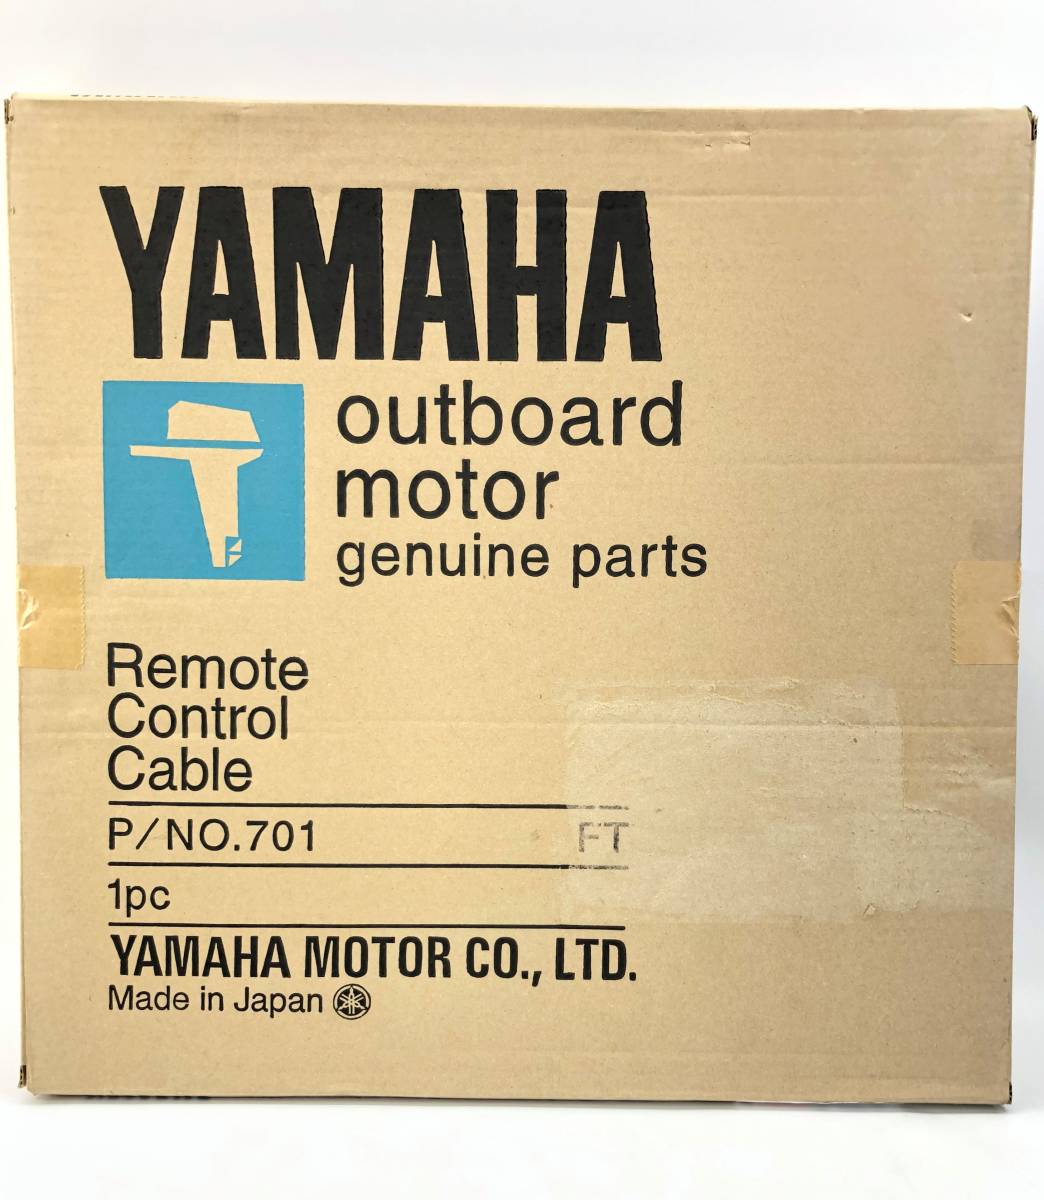 YAMAHA
outboard
motor
genuine parts
Remote
Control
Cable
P/NO.701 FT
1pc
YAMAHA MOTOR CO., LTD.
Made in Japan